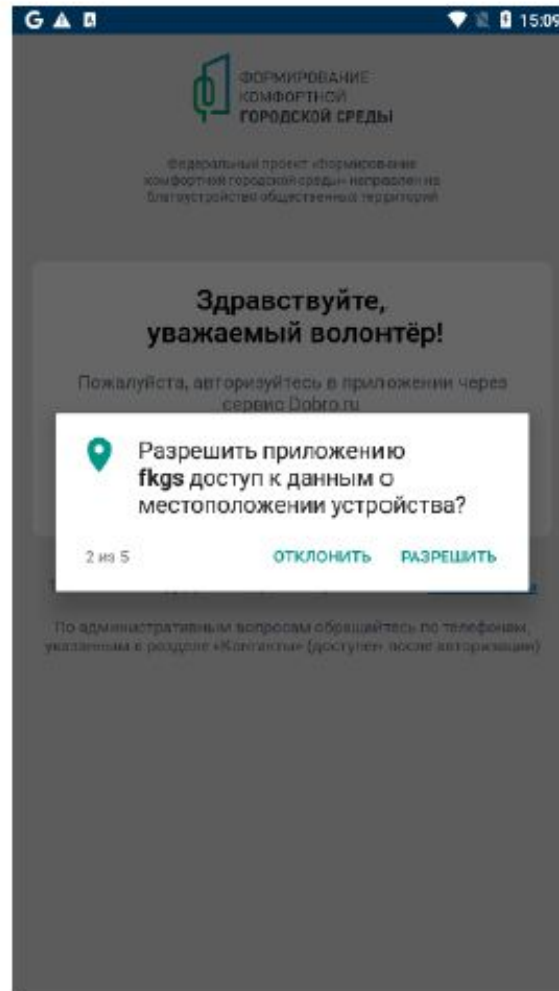 G
15:09
ФОРМИРОВАНИЕ
КОМФОРТНОЙ
ГОРОДСКОЙ СРЕДЫ
Федеральный проект «Формирование
комфортной городской среды» направлен на
благоустройство общественных территорий
Здравствуйте,
уважаемый волонтёр!
Пожалуйста, авторизуйтесь в приложении через
сервис Dobro.ru
Разрешить приложению
fkgs доступ к данным о
местоположении устройства?
2 из 5
ОТКЛОНИТЬ
РАЗРЕШИТЬ
По административным вопросам обращайтесь по телефонам,
указанным в разделе «Контакты» (доступен после авторизации)